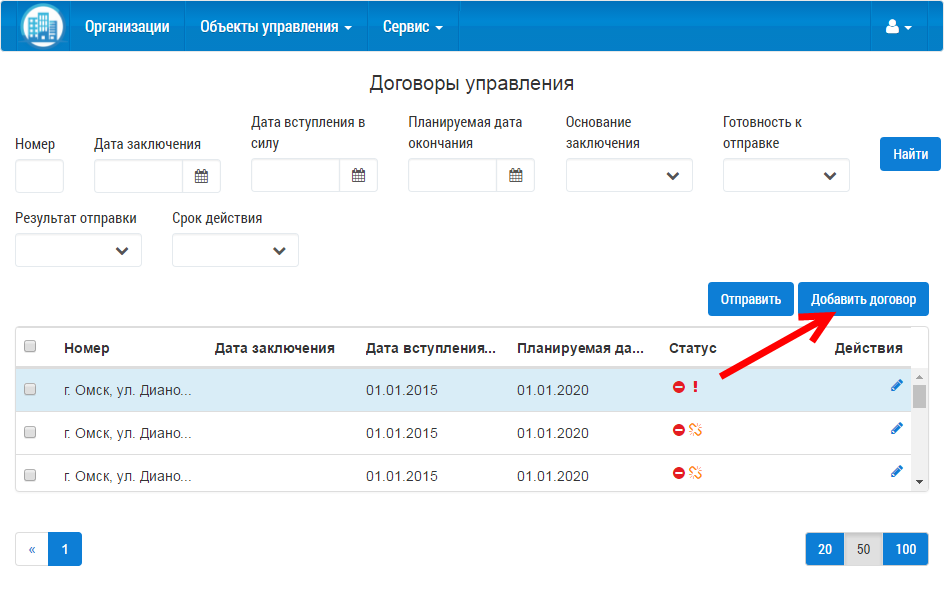 Организации Объекты управления Сервис
Договоры управления
Номер
Дата заключения
Дата вступления в
силу
Планируемая дата
окончания
Основание
заключения
Готовность к
отправке
Найти
Результат отправки
Срок действия
Отправить
Добавить договор
Номер Дата заключения Дата вступления... Планируемая да... Статус Действия
г. Омск, ул. Диано... 01.01.2015 01.01.2020 !
г. Омск, ул. Диано... 01.01.2015 01.01.2020
г. Омск, ул. Диано... 01.01.2015 01.01.2020
« 1 20 50 100